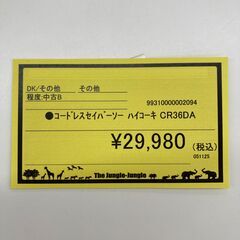 DK/その他 その他
程度:中古B 99310000002094
●コードレスセイバーソー ハイコーキ CR36DA
¥29,980 (税込)
051125
The Jungle-Jungle